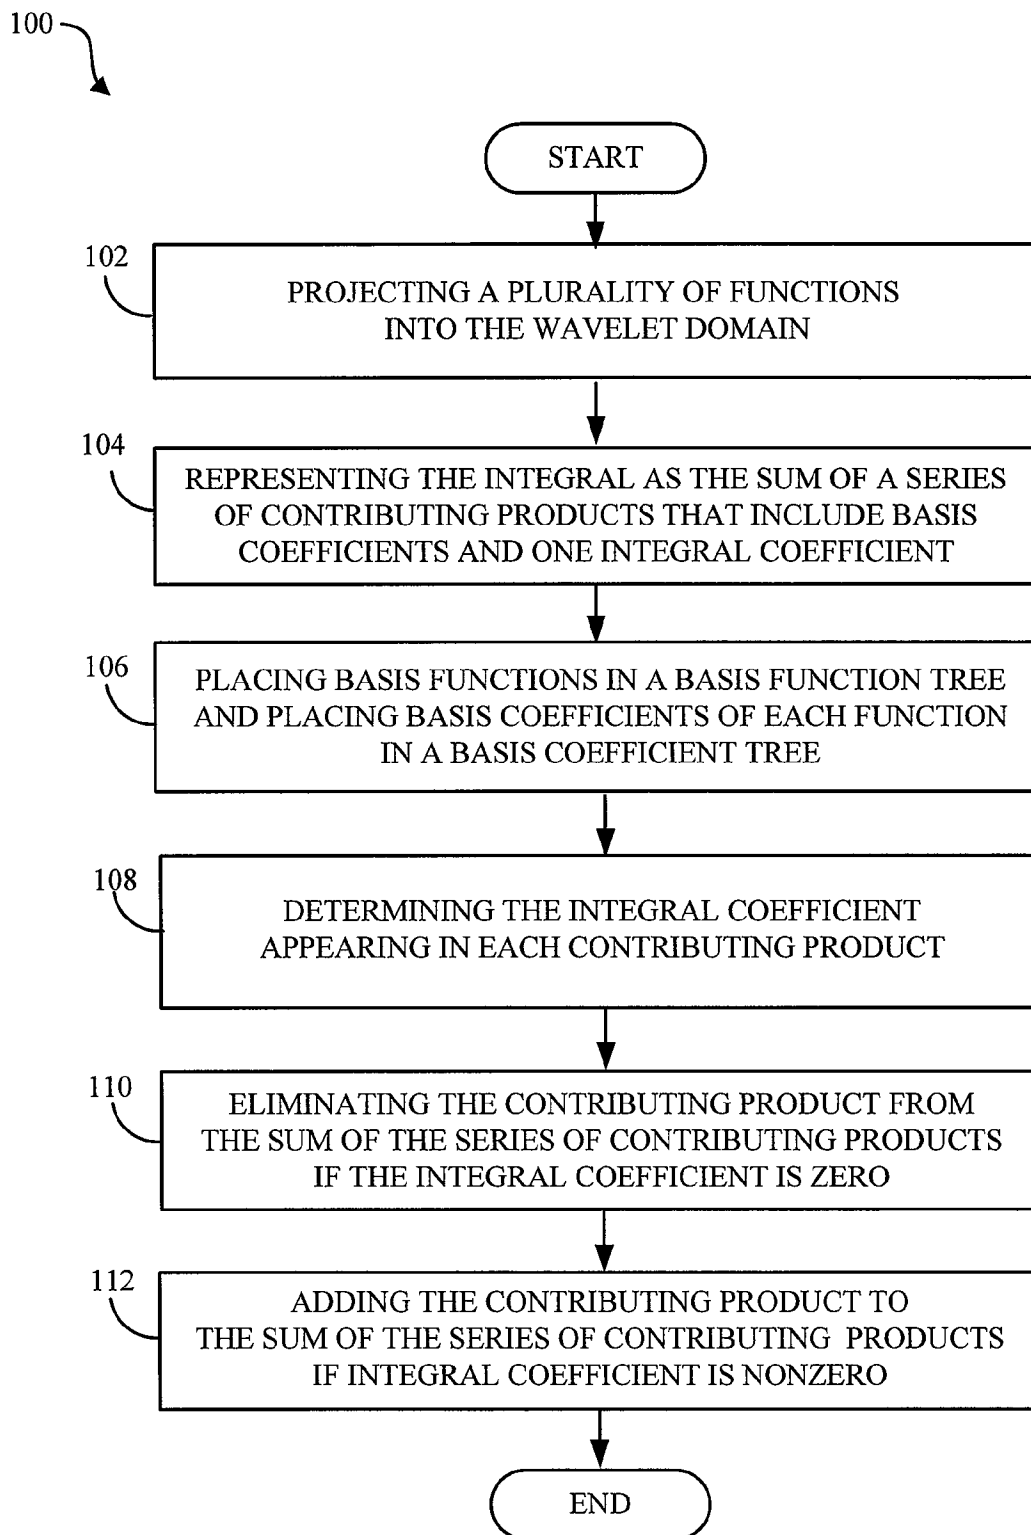 100
START
102
PROJECTING A PLURALITY OF FUNCTIONS
INTO THE WAVELET DOMAIN
104
REPRESENTING THE INTEGRAL AS THE SUM OF A SERIES
OF CONTRIBUTING PRODUCTS THAT INCLUDE BASIS
COEFFICIENTS AND ONE INTEGRAL COEFFICIENT
106
PLACING BASIS FUNCTIONS IN A BASIS FUNCTION TREE
AND PLACING BASIS COEFFICIENTS OF EACH FUNCTION
IN A BASIS COEFFICIENT TREE
108
DETERMINING THE INTEGRAL COEFFICIENT
APPEARING IN EACH CONTRIBUTING PRODUCT
110
ELIMINATING THE CONTRIBUTING PRODUCT FROM
THE SUM OF THE SERIES OF CONTRIBUTING PRODUCTS
IF THE INTEGRAL COEFFICIENT IS ZERO
112
ADDING THE CONTRIBUTING PRODUCT TO
THE SUM OF THE SERIES OF CONTRIBUTING PRODUCTS
IF INTEGRAL COEFFICIENT IS NONZERO
END